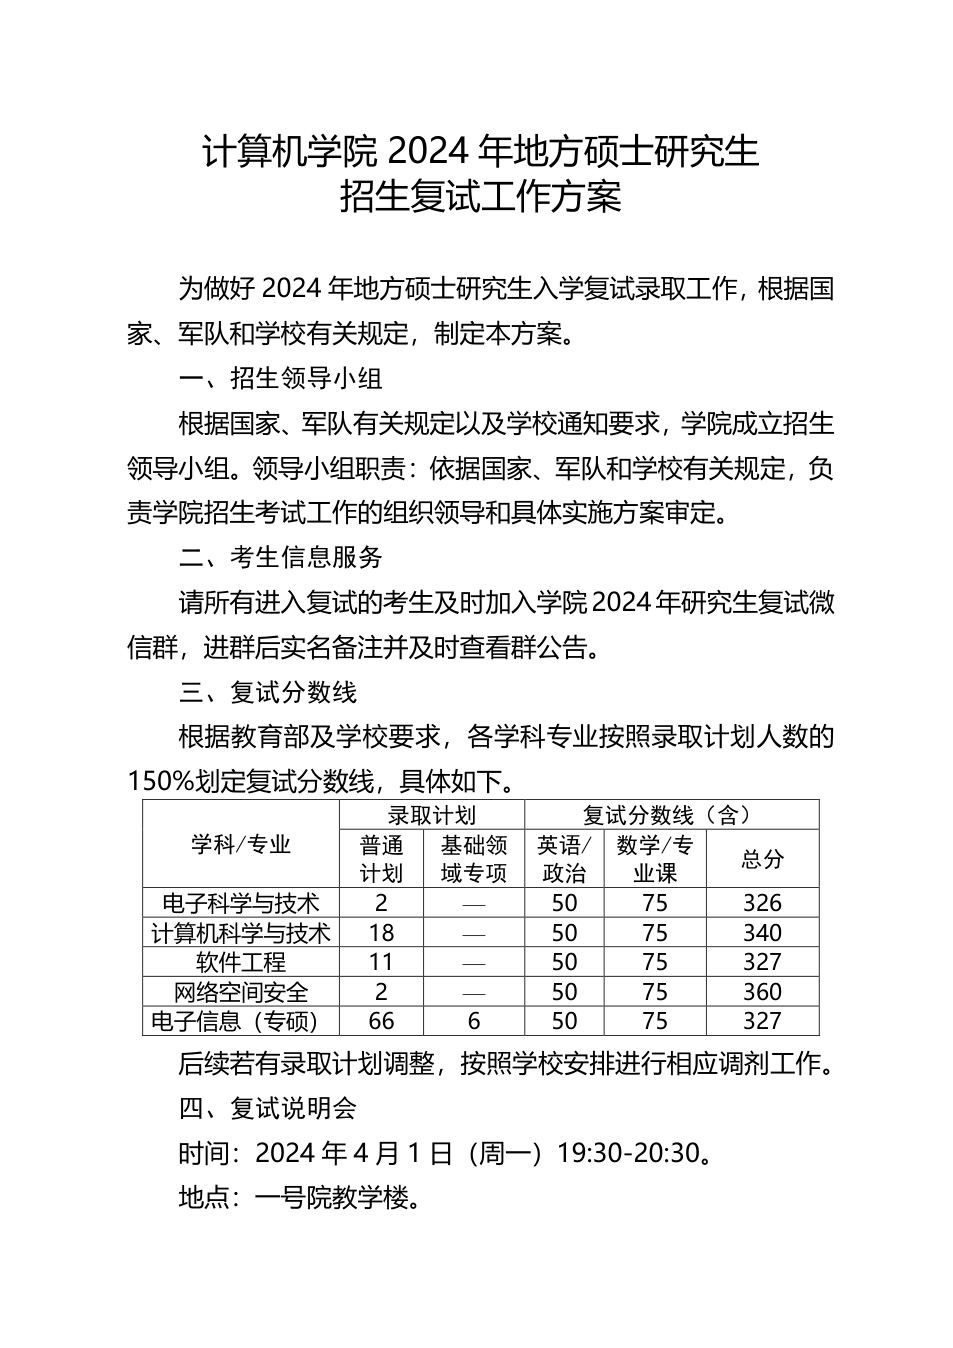 计算机学院 2024 年地方硕士研究生
招生复试工作方案
为做好 2024 年地方硕士研究生入学复试录取工作，根据国
家、军队和学校有关规定，制定本方案。
一、招生领导小组
根据国家、军队有关规定以及学校通知要求，学院成立招生
领导小组。领导小组职责：依据国家、军队和学校有关规定，负
责学院招生考试工作的组织领导和具体实施方案审定。
二、考生信息服务
请所有进入复试的考生及时加入学院 2024 年研究生复试微
信群，进群后实名备注并及时查看群公告。
三、复试分数线
根据教育部及学校要求，各学科专业按照录取计划人数的
150%划定复试分数线，具体如下。
学科/专业 录取计划 复试分数线（含）
普通计划 基础领域专项 英语/政治 数学/专业课 总分
电子科学与技术 2 — 50 75 326
计算机科学与技术 18 — 50 75 340
软件工程 11 — 50 75 327
网络空间安全 2 — 50 75 360
电子信息（专硕） 66 6 50 75 327
后续若有录取计划调整，按照学校安排进行相应调剂工作。
四、复试说明会
时间：2024 年 4 月 1 日（周一）19:30-20:30。
地点：一号院教学楼。